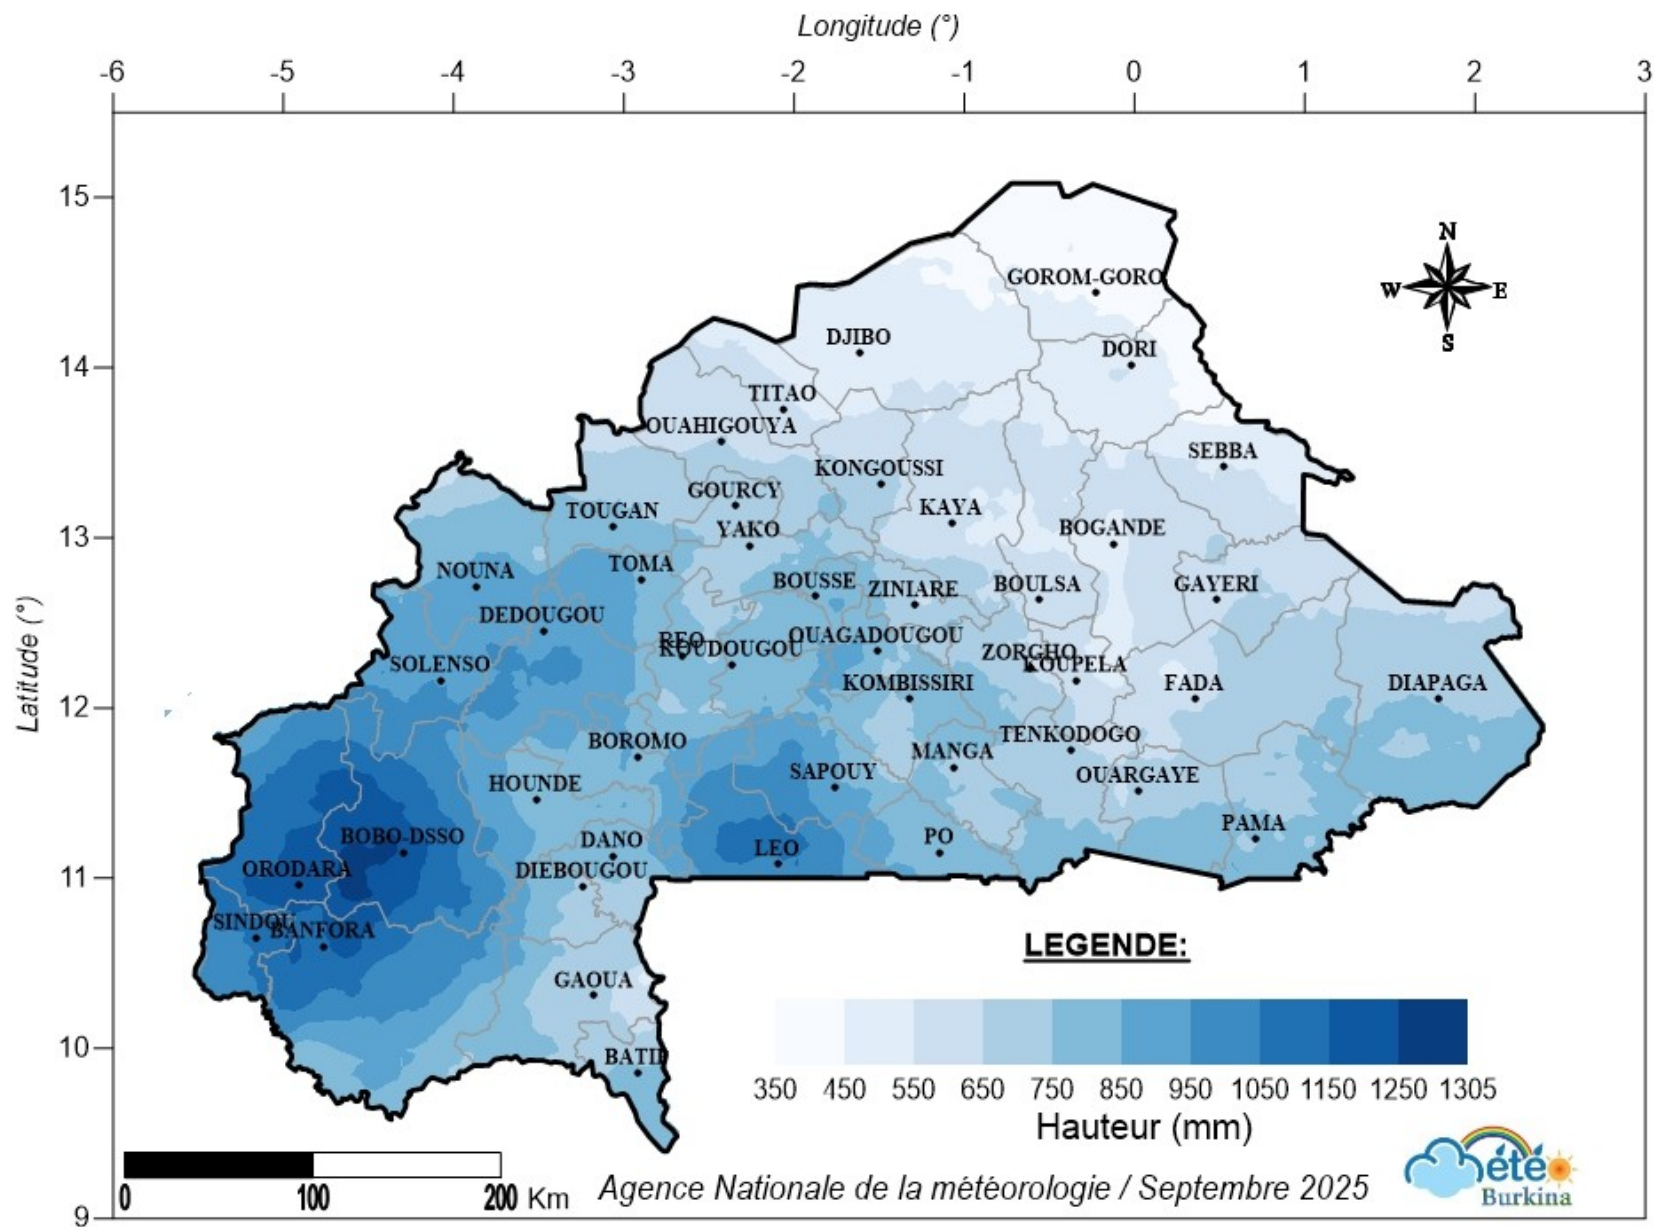 Longitude (°)
-6 -5 -4 -3 -2 -1 0 1 2 3
15
14
13
12
11
10
9
Latitude (°)
N
W E
S
GOROM-GORO
DJIBO
DORI
TITAO
OUAHIGOUYA
SEBBA
KONGOUSSI
GOURCY
TOUGAN
KAYA
YAKO
BOGANDE
NOUNA
TOMA
BOUSSE
ZINIARE
BOULSA
GAYERI
DEDOUGOU
REO
KOUDOUGOU
OUAGADOUGOU
ZORGHO
KOUPELA
SOLENSO
KOMBISSIRI
FADA
DIAPAGA
BOROMO
TENKODOGO
MANGA
HOUNDE
SAPOUY
OUARGAYE
BOBO-DSSO
DANO
LEO
PO
PAMA
ORODARA
DIEBOUGOU
SINDOU
BANFORA
GAOUA
BATIE
LEGENDE:
350 450 550 650 750 850 950 1050 1150 1250 1305
Hauteur (mm)
0 100 200 Km
Agence Nationale de la météorologie / Septembre 2025
Météo
Burkina